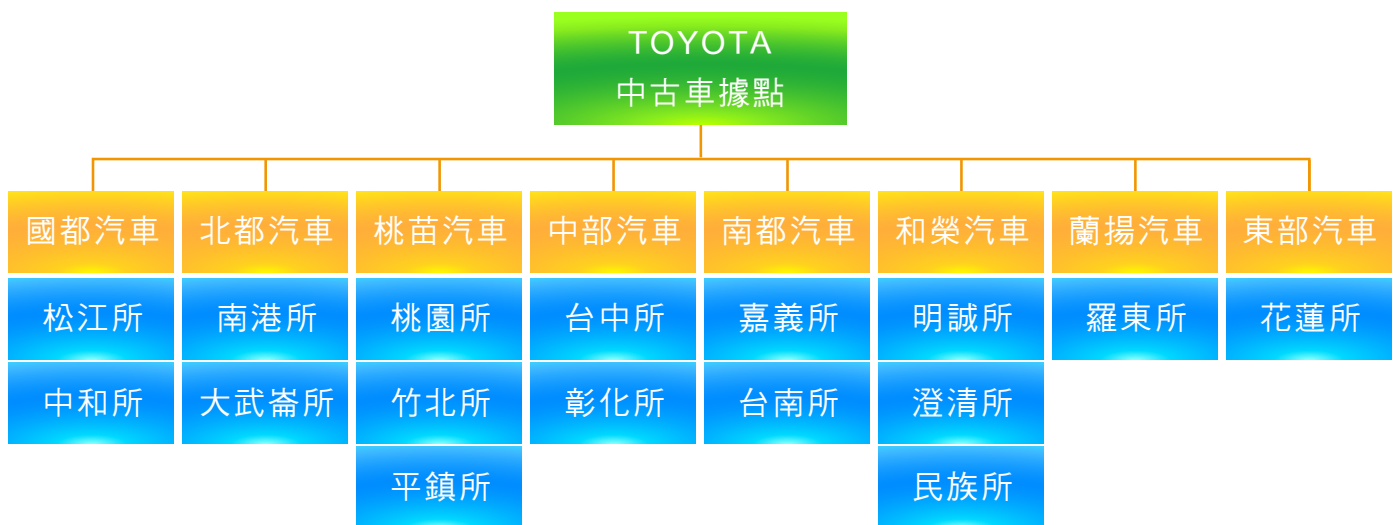 TOYOTA
中古車據點
國都汽車
北都汽車
桃苗汽車
中部汽車
南都汽車
和榮汽車
蘭揚汽車
東部汽車
松江所
南港所
桃園所
台中所
嘉義所
明誠所
羅東所
花蓮所
中和所
大武崙所
竹北所
彰化所
台南所
澄清所
平鎮所
民族所